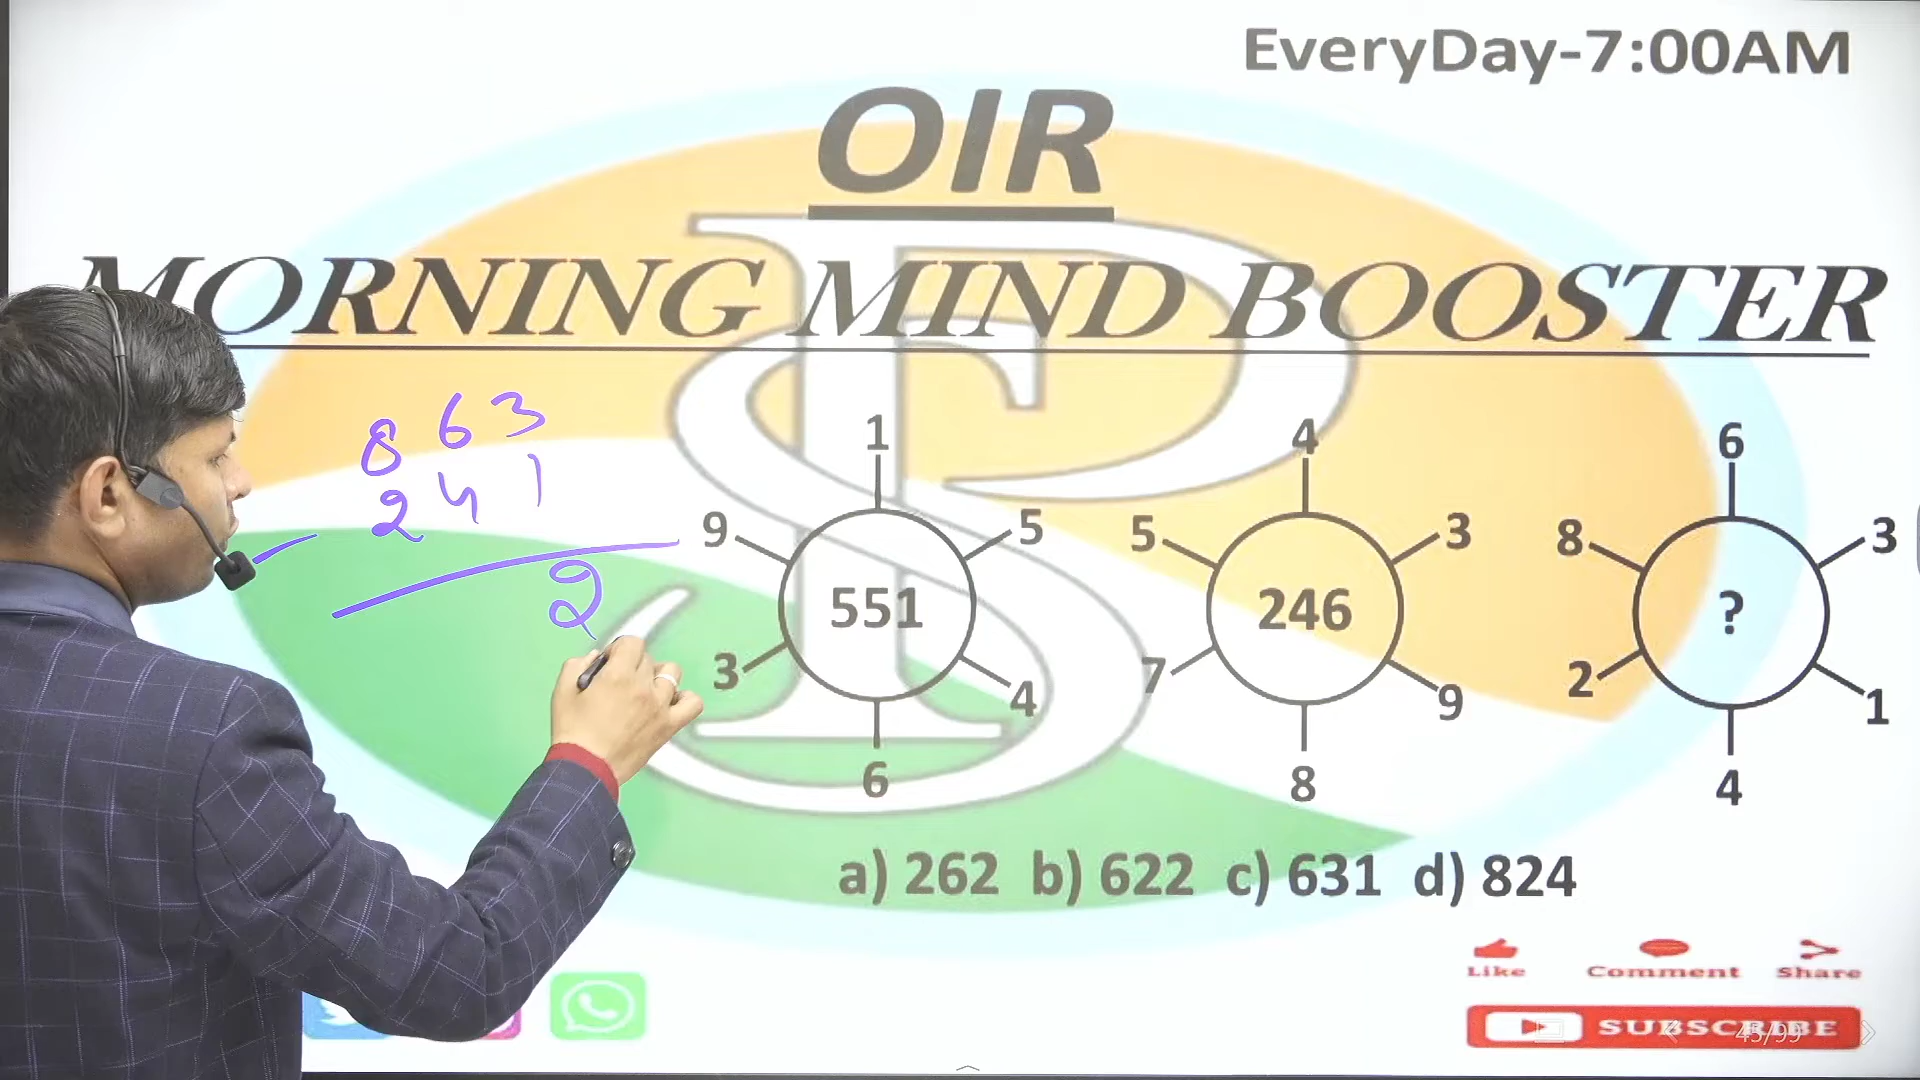 EveryDay-7:00AM
OIR
MORNING MIND BOOSTER
8 6 3
2 4 1
2
1
9 5
551
3 4
6
4
5 3
246
7 9
8
6
8 3
?
2 1
4
a) 262 b) 622 c) 631 d) 824
Like Comment Share
SUBSCRIBE
45/99